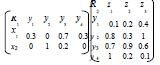 R₁ y₁ y₂ y₃ y₄
x₁ 0.3 0 0.7 0.3
x₂ 0 1 0.2 0
R₂ z₁ z₂ z₃
y₁ 0.1 0.2 0.4
y₂ 0.8 0.3 1
y₃ 0.7 0.9 0.6
y₄ 1 0.2 0.1